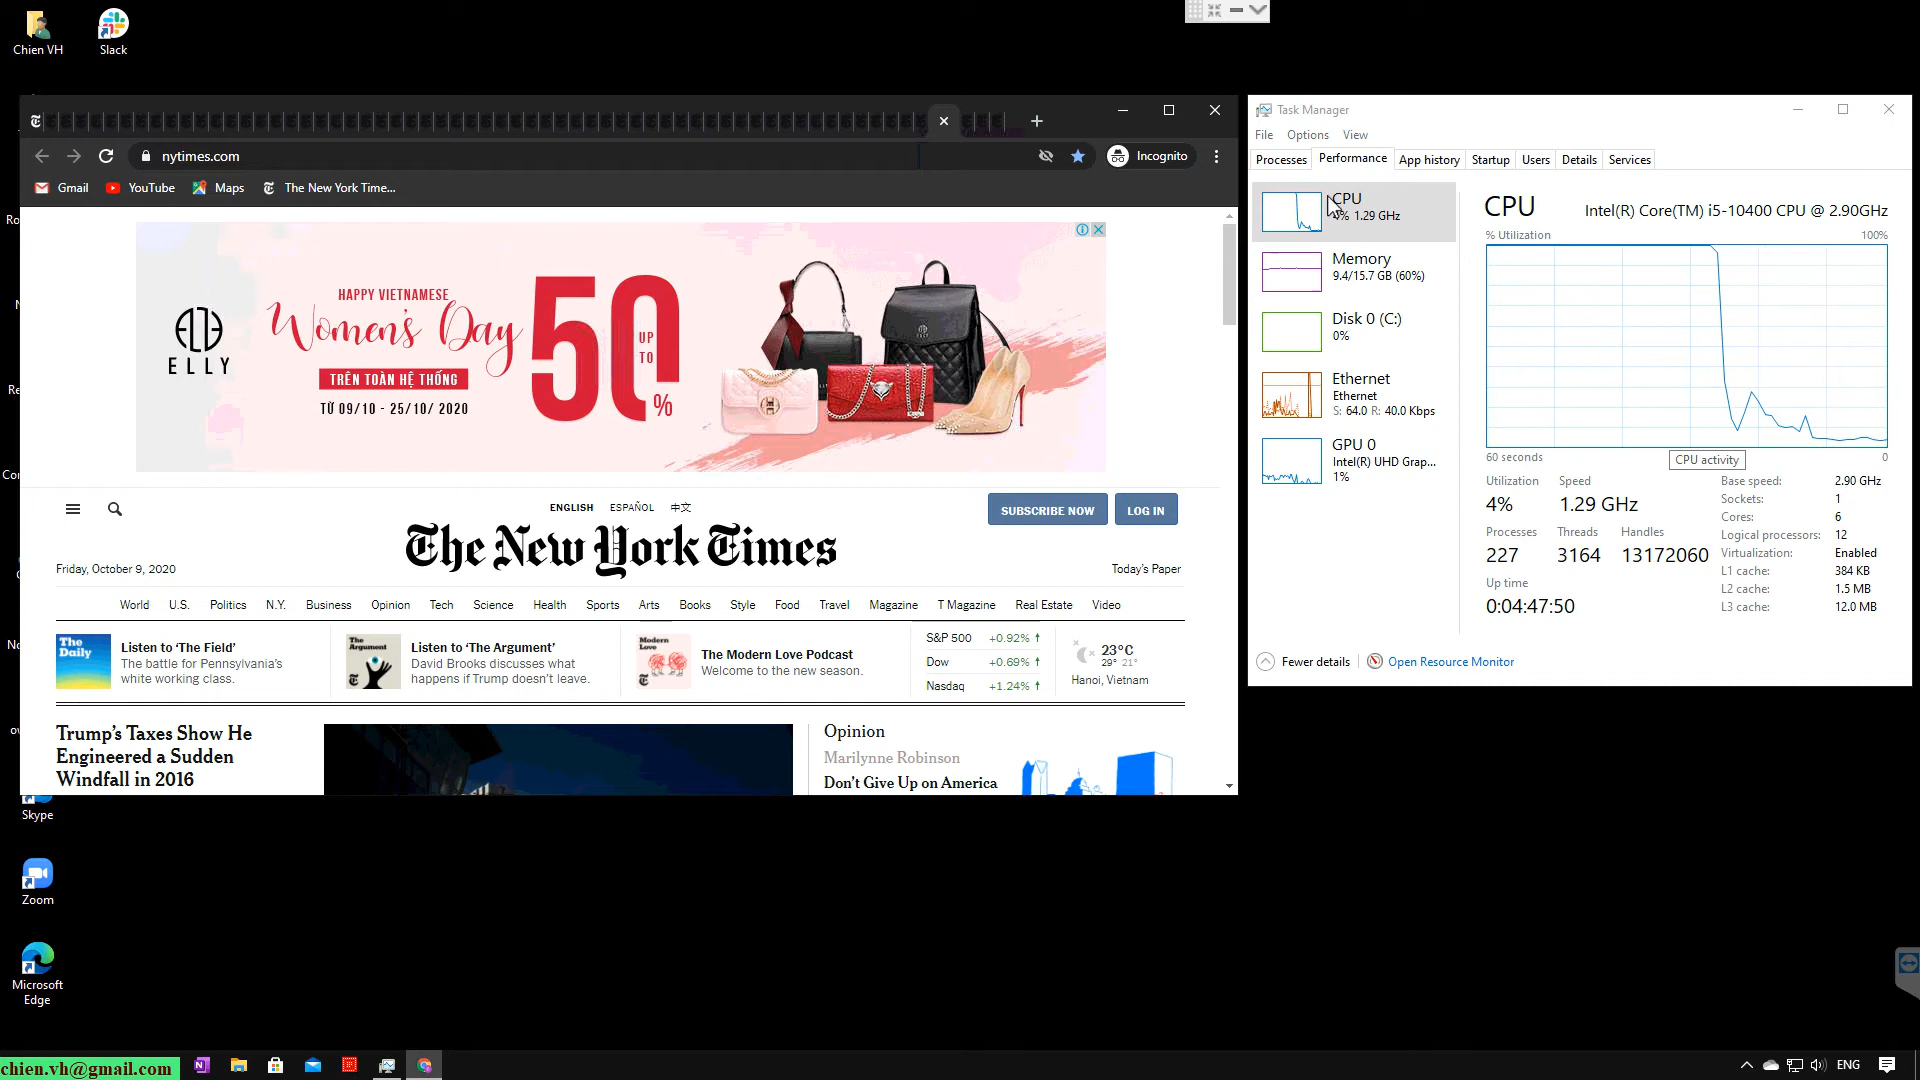 Chien VH
Slack
nytimes.com
Incognito
Gmail
YouTube
Maps
The New York Time...
ELLY
HAPPY VIETNAMESE
Women's Day
TRÊN TOÀN HỆ THỐNG
TỪ 09/10 - 25/10/ 2020
50
UP
TO
%
ENGLISH
ESPAÑOL
中文
SUBSCRIBE NOW
LOG IN
The New York Times
Friday, October 9, 2020
Today's Paper
World
U.S.
Politics
N.Y.
Business
Opinion
Tech
Science
Health
Sports
Arts
Books
Style
Food
Travel
Magazine
T Magazine
Real Estate
Video
The
Daily
Listen to ‘The Field’
The battle for Pennsylvania’s
white working class.
The
Argument
Listen to ‘The Argument’
David Brooks discusses what
happens if Trump doesn’t leave.
Modern
Love
The Modern Love Podcast
Welcome to the new season.
S&P 500 +0.92% ↑
Dow +0.69% ↑
Nasdaq +1.24% ↑
23°C
29° 21°
Hanoi, Vietnam
Trump’s Taxes Show He
Engineered a Sudden
Windfall in 2016
Opinion
Marilynne Robinson
Don’t Give Up on America
Task Manager
File
Options
View
Processes
Performance
App history
Startup
Users
Details
Services
CPU
4% 1.29 GHz
Memory
9.4/15.7 GB (60%)
Disk 0 (C:)
0%
Ethernet
Ethernet
S: 64.0 R: 40.0 Kbps
GPU 0
Intel(R) UHD Grap...
1%
CPU
Intel(R) Core(TM) i5-10400 CPU @ 2.90GHz
% Utilization
100%
60 seconds
0
CPU activity
Utilization
4%
Speed
1.29 GHz
Processes
227
Threads
3164
Handles
13172060
Up time
0:04:47:50
Base speed: 2.90 GHz
Sockets: 1
Cores: 6
Logical processors: 12
Virtualization: Enabled
L1 cache: 384 KB
L2 cache: 1.5 MB
L3 cache: 12.0 MB
Fewer details
Open Resource Monitor
Skype
Zoom
Microsoft
Edge
chien.vh@gmail.com
ENG